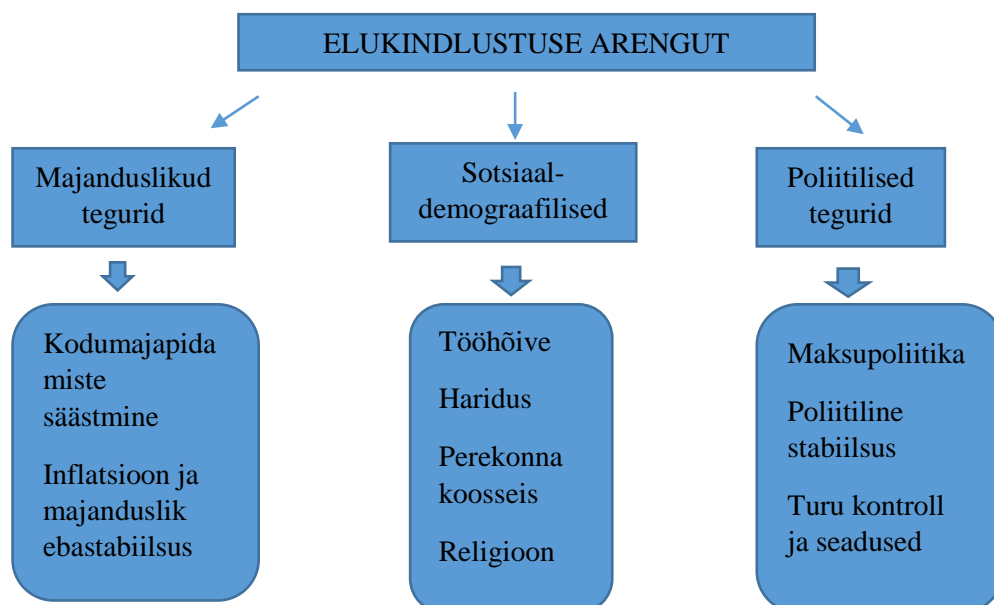 ELUKINDLUSTUSE ARENGUT
Majanduslikud
tegurid
Sotsiaal-
demograafilised
Poliitilised
tegurid
Kodumajapida
miste
säästmine
Inflatsioon ja
majanduslik
ebastabiilsus
Tööhõive
Haridus
Perekonna
koosseis
Religioon
Maksupoliitika
Poliitiline
stabiilsus
Turu kontroll
ja seadused